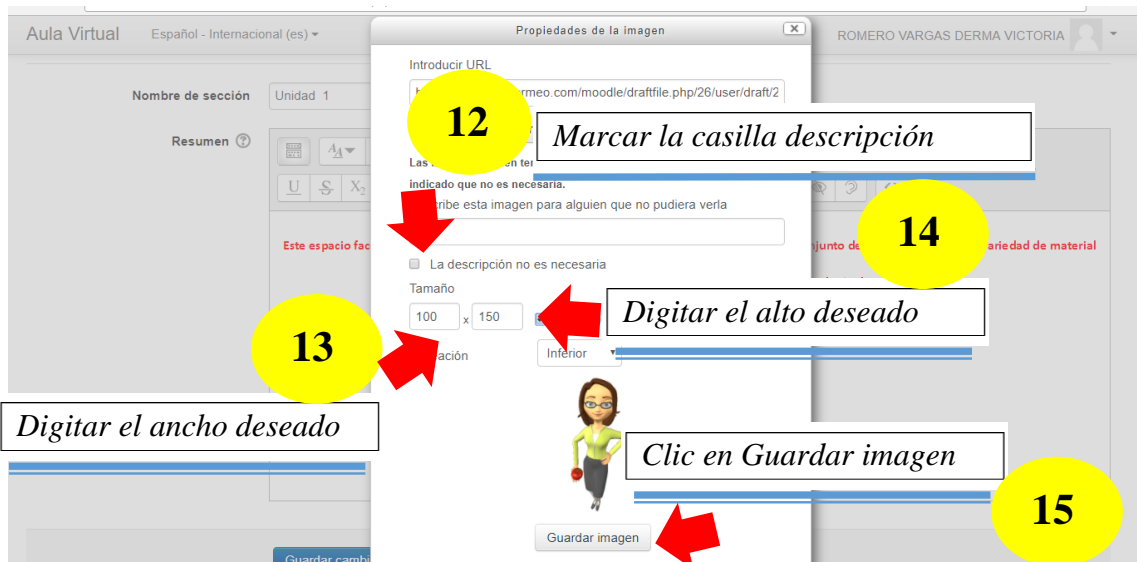 Aula Virtual Español - Internacional (es) ROMERO VARGAS DERMA VICTORIA
Propiedades de la imagen
Introducir URL
rmeo.com/moodle/draftfile.php/26/user/draft/2
Nombre de sección Unidad 1
12
Marcar la casilla descripción
Resumen
Las en ter
indicado que no es necesaria.
cribe esta imagen para alguien que no pudiera verla
14
Este espacio fac junto de ariedad de material
La descripción no es necesaria
Tamaño
100 x 150
Digitar el alto deseado
13
ación Inferior
Digitar el ancho deseado
Clic en Guardar imagen
15
Guardar imagen
Guardar cambi